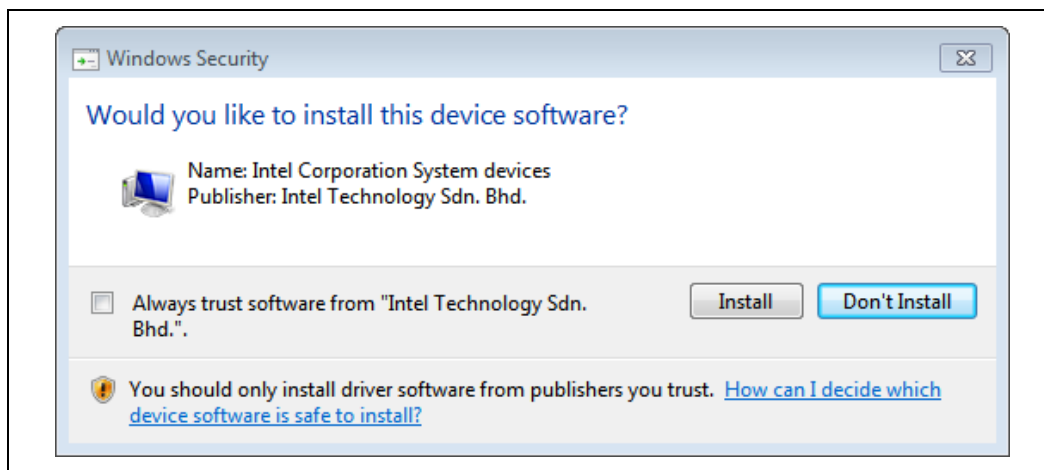 Windows Security
Would you like to install this device software?
Name: Intel Corporation System devices
Publisher: Intel Technology Sdn. Bhd.
Always trust software from "Intel Technology Sdn.
Bhd.".
Install
Don't Install
You should only install driver software from publishers you trust. How can I decide which
device software is safe to install?